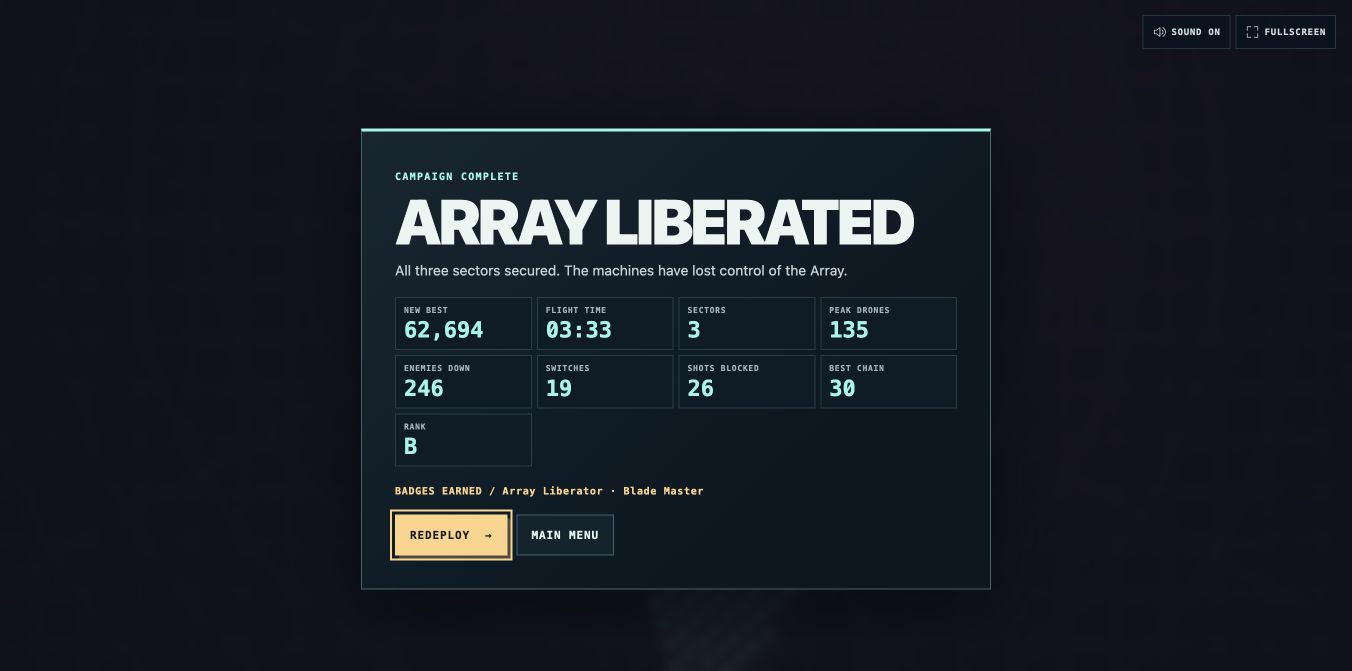 SOUND ON
FULLSCREEN
CAMPAIGN COMPLETE
ARRAY LIBERATED
All three sectors secured. The machines have lost control of the Array.
NEW BEST
62,694
FLIGHT TIME
03:33
SECTORS
3
PEAK DRONES
135
ENEMIES DOWN
246
SWITCHES
19
SHOTS BLOCKED
26
BEST CHAIN
30
RANK
B
BADGES EARNED / Array Liberator · Blade Master
REDEPLOY →
MAIN MENU